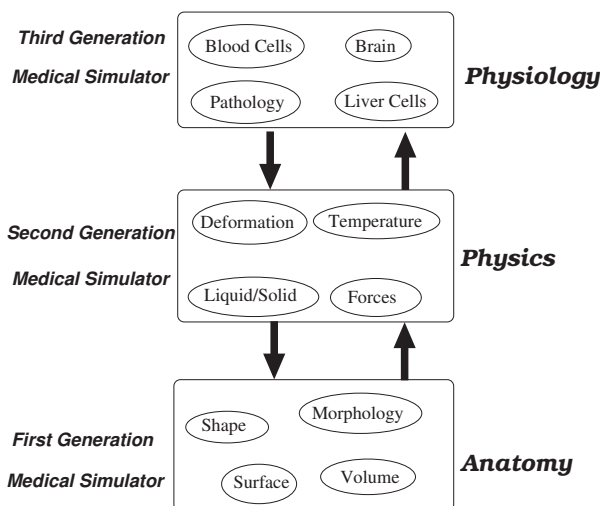 Third Generation
Medical Simulator
Blood Cells
Brain
Pathology
Liver Cells
Physiology
Second Generation
Medical Simulator
Deformation
Temperature
Liquid/Solid
Forces
Physics
First Generation
Medical Simulator
Shape
Morphology
Surface
Volume
Anatomy